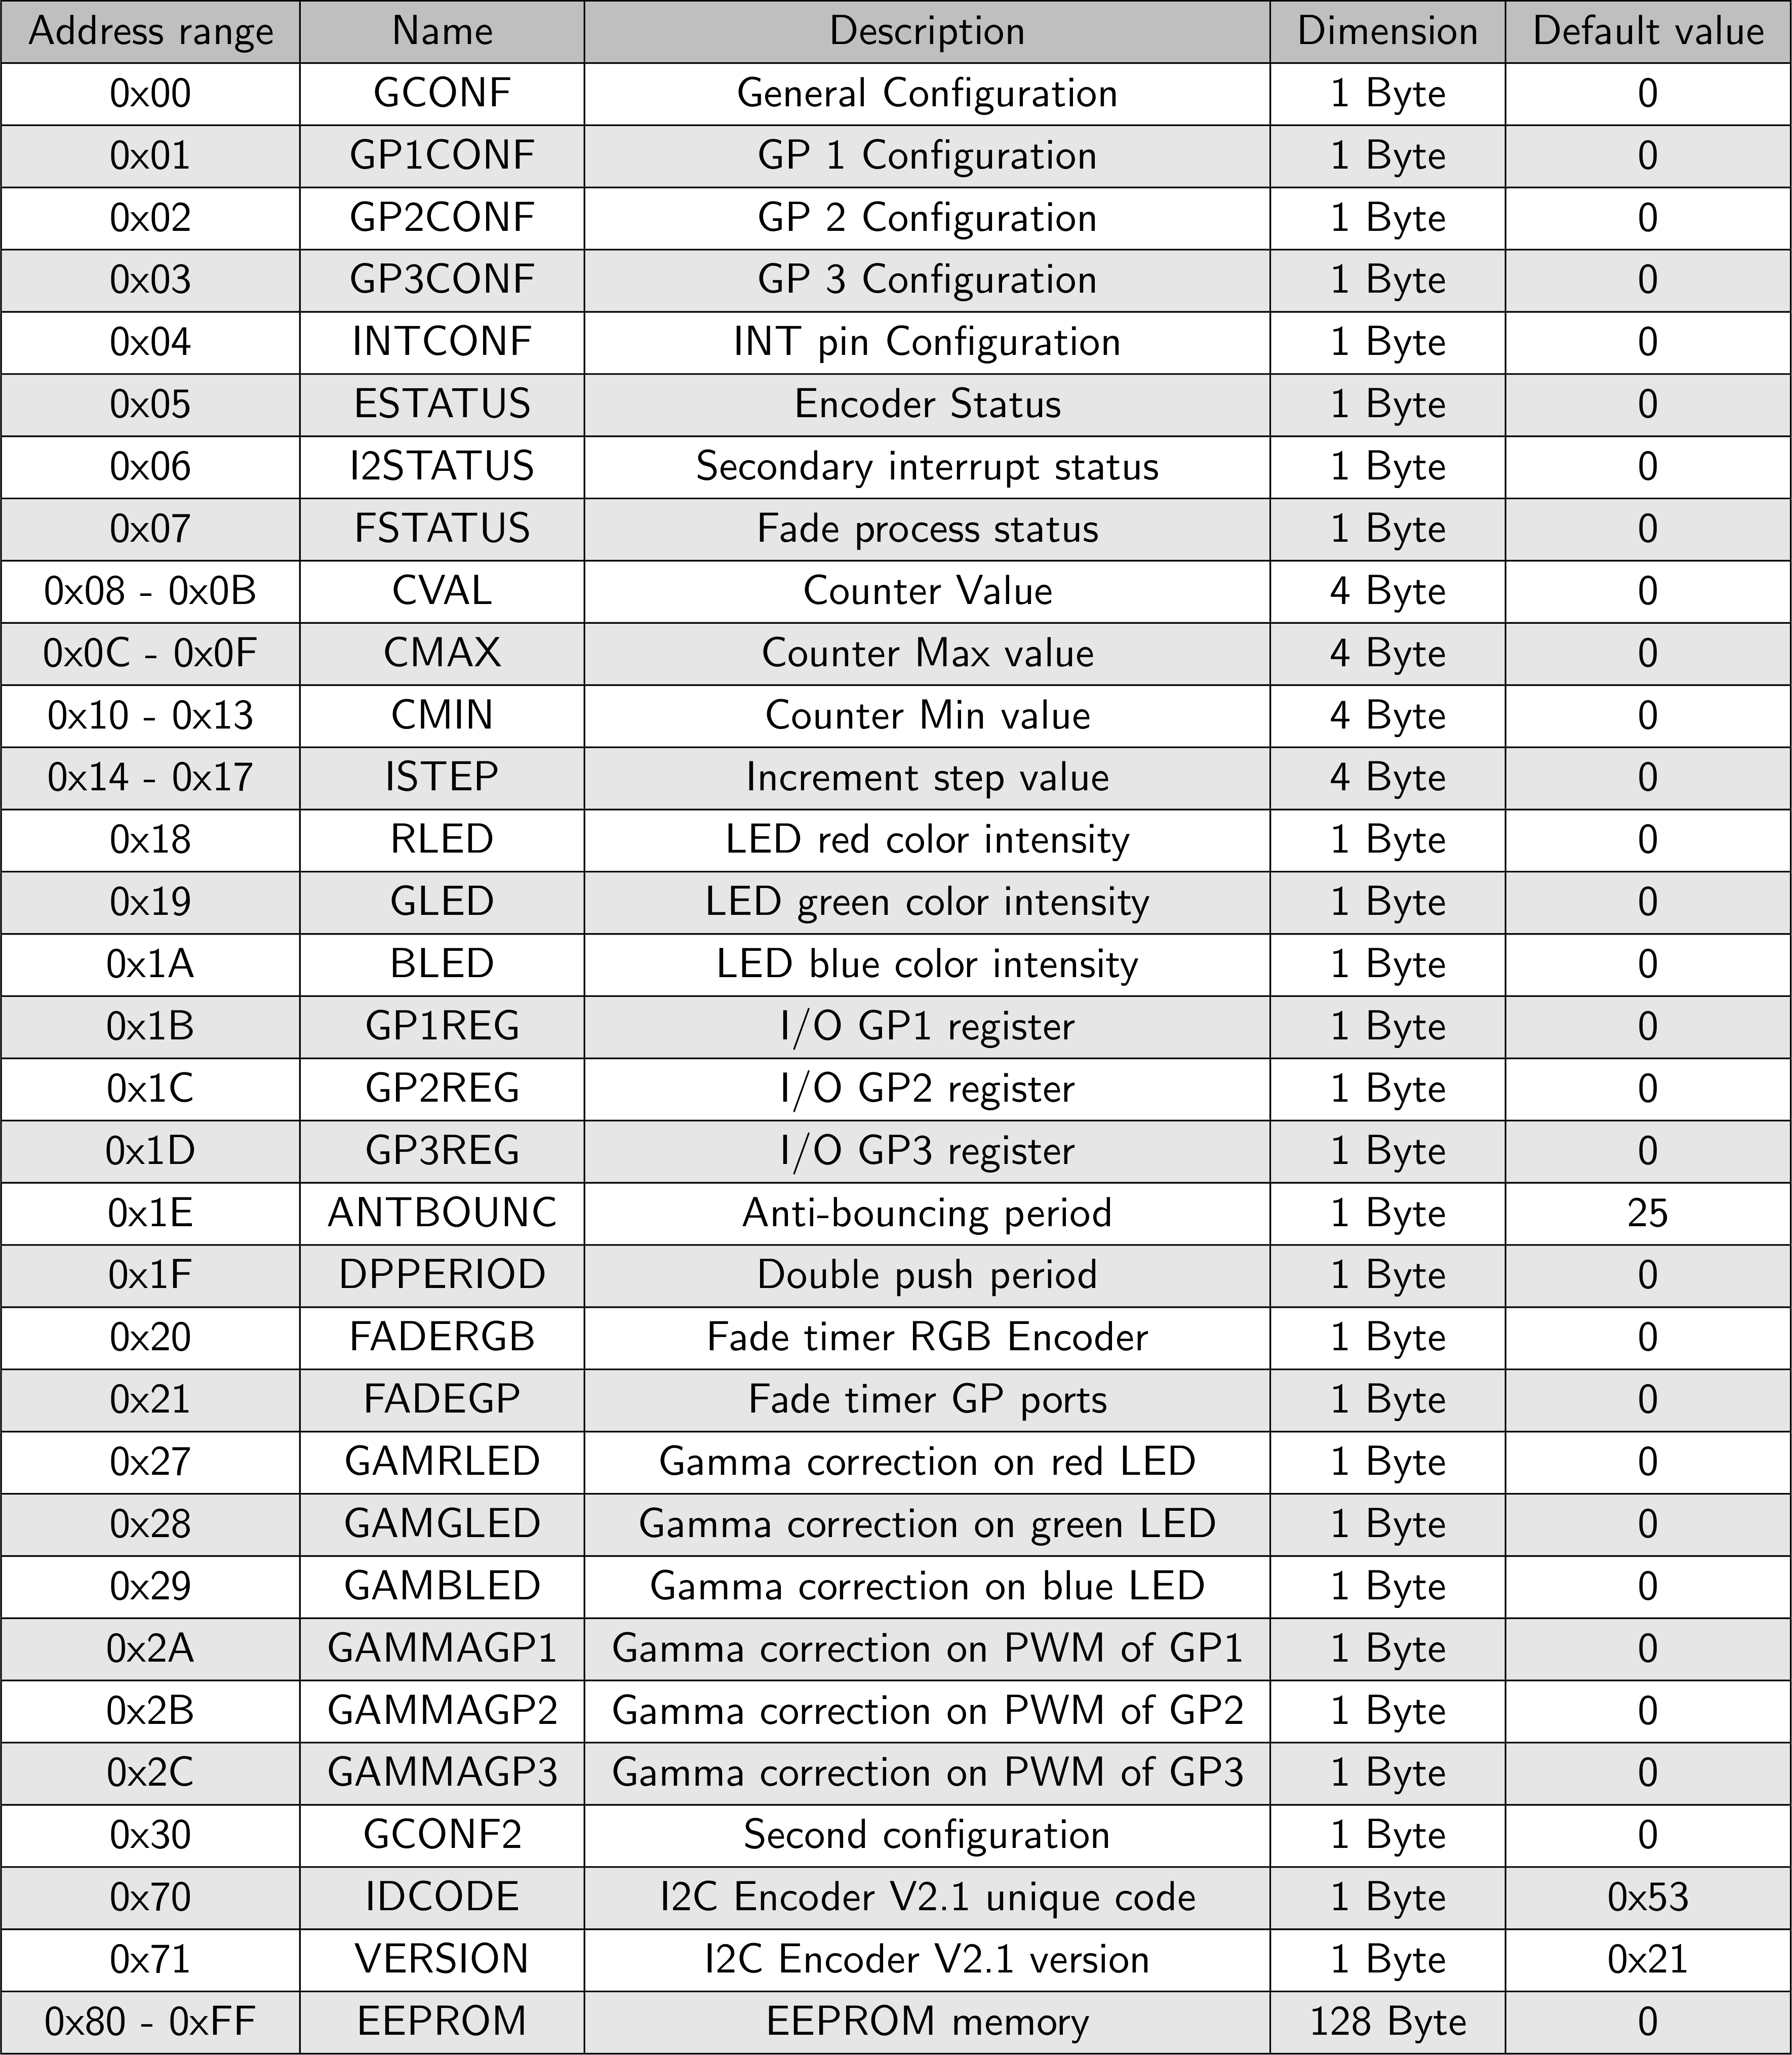 Address range Name Description Dimension Default value
0x00 GCONF General Configuration 1 Byte 0
0x01 GP1CONF GP 1 Configuration 1 Byte 0
0x02 GP2CONF GP 2 Configuration 1 Byte 0
0x03 GP3CONF GP 3 Configuration 1 Byte 0
0x04 INTCONF INT pin Configuration 1 Byte 0
0x05 ESTATUS Encoder Status 1 Byte 0
0x06 I2STATUS Secondary interrupt status 1 Byte 0
0x07 FSTATUS Fade process status 1 Byte 0
0x08 - 0x0B CVAL Counter Value 4 Byte 0
0x0C - 0x0F CMAX Counter Max value 4 Byte 0
0x10 - 0x13 CMIN Counter Min value 4 Byte 0
0x14 - 0x17 ISTEP Increment step value 4 Byte 0
0x18 RLED LED red color intensity 1 Byte 0
0x19 GLED LED green color intensity 1 Byte 0
0x1A BLED LED blue color intensity 1 Byte 0
0x1B GP1REG I/O GP1 register 1 Byte 0
0x1C GP2REG I/O GP2 register 1 Byte 0
0x1D GP3REG I/O GP3 register 1 Byte 0
0x1E ANTBOUNC Anti-bouncing period 1 Byte 25
0x1F DPPERIOD Double push period 1 Byte 0
0x20 FADERGB Fade timer RGB Encoder 1 Byte 0
0x21 FADEGP Fade timer GP ports 1 Byte 0
0x27 GAMRLED Gamma correction on red LED 1 Byte 0
0x28 GAMGLED Gamma correction on green LED 1 Byte 0
0x29 GAMBLED Gamma correction on blue LED 1 Byte 0
0x2A GAMMAGP1 Gamma correction on PWM of GP1 1 Byte 0
0x2B GAMMAGP2 Gamma correction on PWM of GP2 1 Byte 0
0x2C GAMMAGP3 Gamma correction on PWM of GP3 1 Byte 0
0x30 GCONF2 Second configuration 1 Byte 0
0x70 IDCODE I2C Encoder V2.1 unique code 1 Byte 0x53
0x71 VERSION I2C Encoder V2.1 version 1 Byte 0x21
0x80 - 0xFF EEPROM EEPROM memory 128 Byte 0